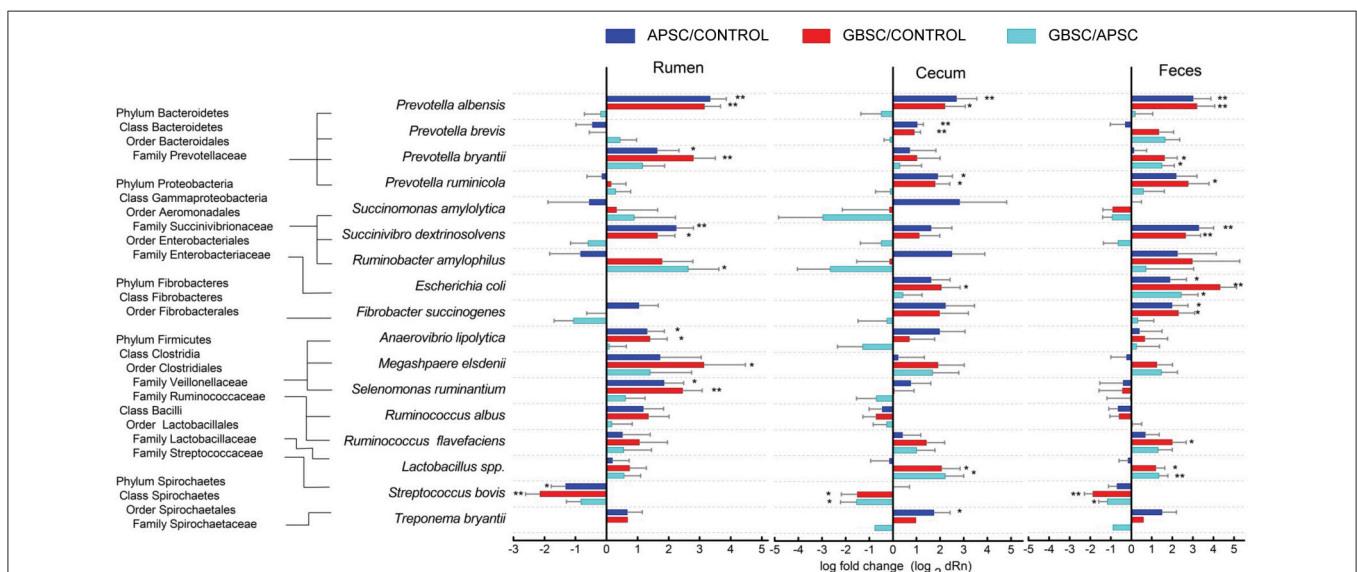 APSC/CONTROL GBSC/CONTROL GBSC/APSC
Rumen Cecum Feces
Phylum Bacteroidetes
Class Bacteroidetes
Order Bacteroidales
Family Prevotellaceae
Phylum Proteobacteria
Class Gammaproteobacteria
Order Aeromonadales
Family Succinivibrionaceae
Order Enterobacteriales
Family Enterobacteriaceae
Phylum Fibrobacteres
Class Fibrobacteres
Order Fibrobacterales
Phylum Firmicutes
Class Clostridia
Order Clostridiales
Family Veillonellaceae
Family Ruminococcaceae
Class Bacilli
Order Lactobacillales
Family Lactobacillaceae
Family Streptococcaceae
Phylum Spirochaetes
Class Spirochaetes
Order Spirochaetales
Family Spirochaetaceae
Prevotella albensis
Prevotella brevis
Prevotella bryantii
Prevotella ruminicola
Succinomonas amylolytica
Succinivibro dextrinosolvens
Ruminobacter amylophilus
Escherichia coli
Fibrobacter succinogenes
Anaerovibrio lipolytica
Megashpaere elsdenii
Selenomonas ruminantium
Ruminococcus albus
Ruminococcus flavefaciens
Lactobacillus spp.
Streptococcus bovis
Treponema bryantii
-3 -2 -1 0 1 2 3 4 5
-5 -4 -3 -2 -1 0 1 2 3 4 5
-4 -3 -2 -1 0 1 2 3 4 5
log fold change (log 2 dRn)